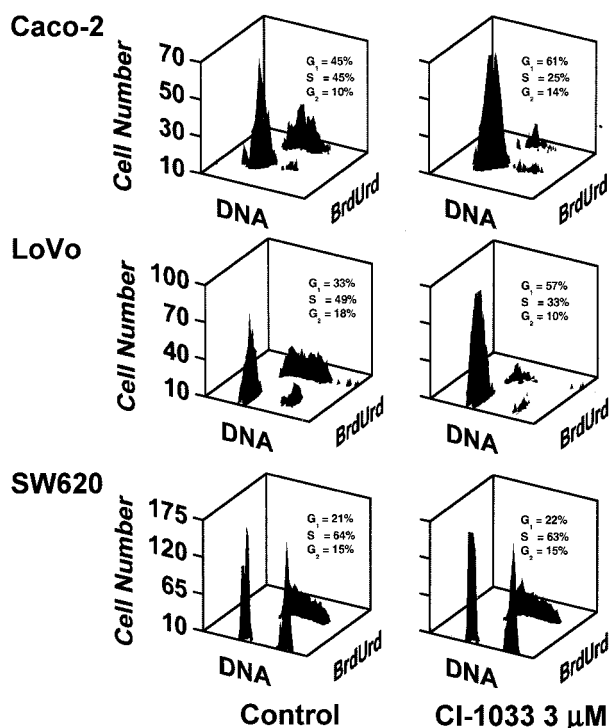 Caco-2
Cell Number
70
50
30
10
G1 = 45%
S = 45%
G2 = 10%
DNA
BrdUrd
G1 = 61%
S = 25%
G2 = 14%
DNA
BrdUrd
LoVo
Cell Number
100
70
40
10
G1 = 33%
S = 49%
G2 = 18%
DNA
BrdUrd
G1 = 57%
S = 33%
G2 = 10%
DNA
BrdUrd
SW620
Cell Number
175
120
65
10
G1 = 21%
S = 64%
G2 = 15%
DNA
BrdUrd
G1 = 22%
S = 63%
G2 = 15%
DNA
BrdUrd
Control
CI-1033 3 µM